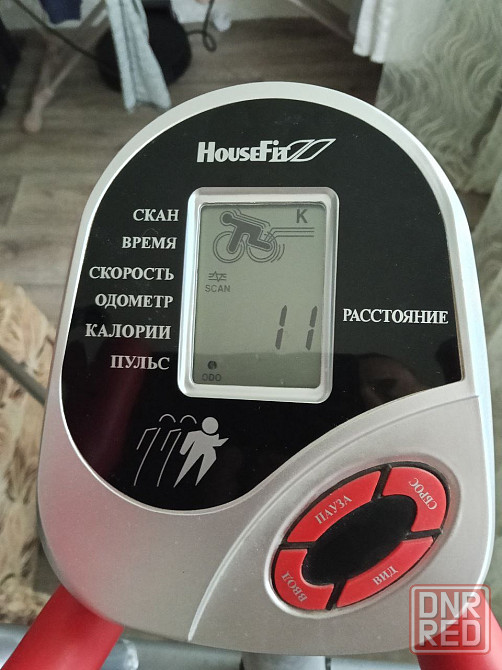 HouseFit
K
СКАН
ВРЕМЯ
СКОРОСТЬ
ОДОМЕТР
КАЛОРИИ
ПУЛЬС
SCAN
11
ODO
РАССТОЯНИЕ
ПАУЗА
СБРОС
ВВОД
ВИД
DNR
RED